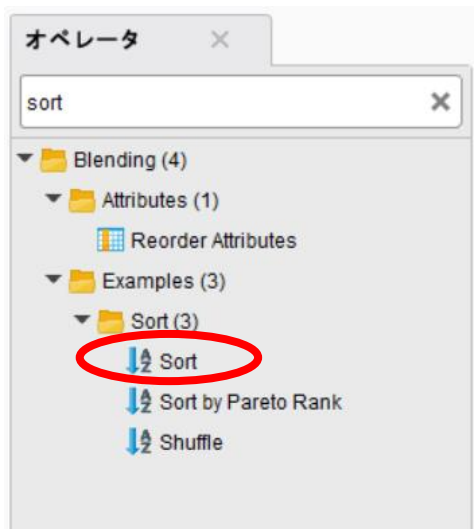 オペレータ
sort
Blending (4)
Attributes (1)
Reorder Attributes
Examples (3)
Sort (3)
Sort
Sort by Pareto Rank
Shuffle